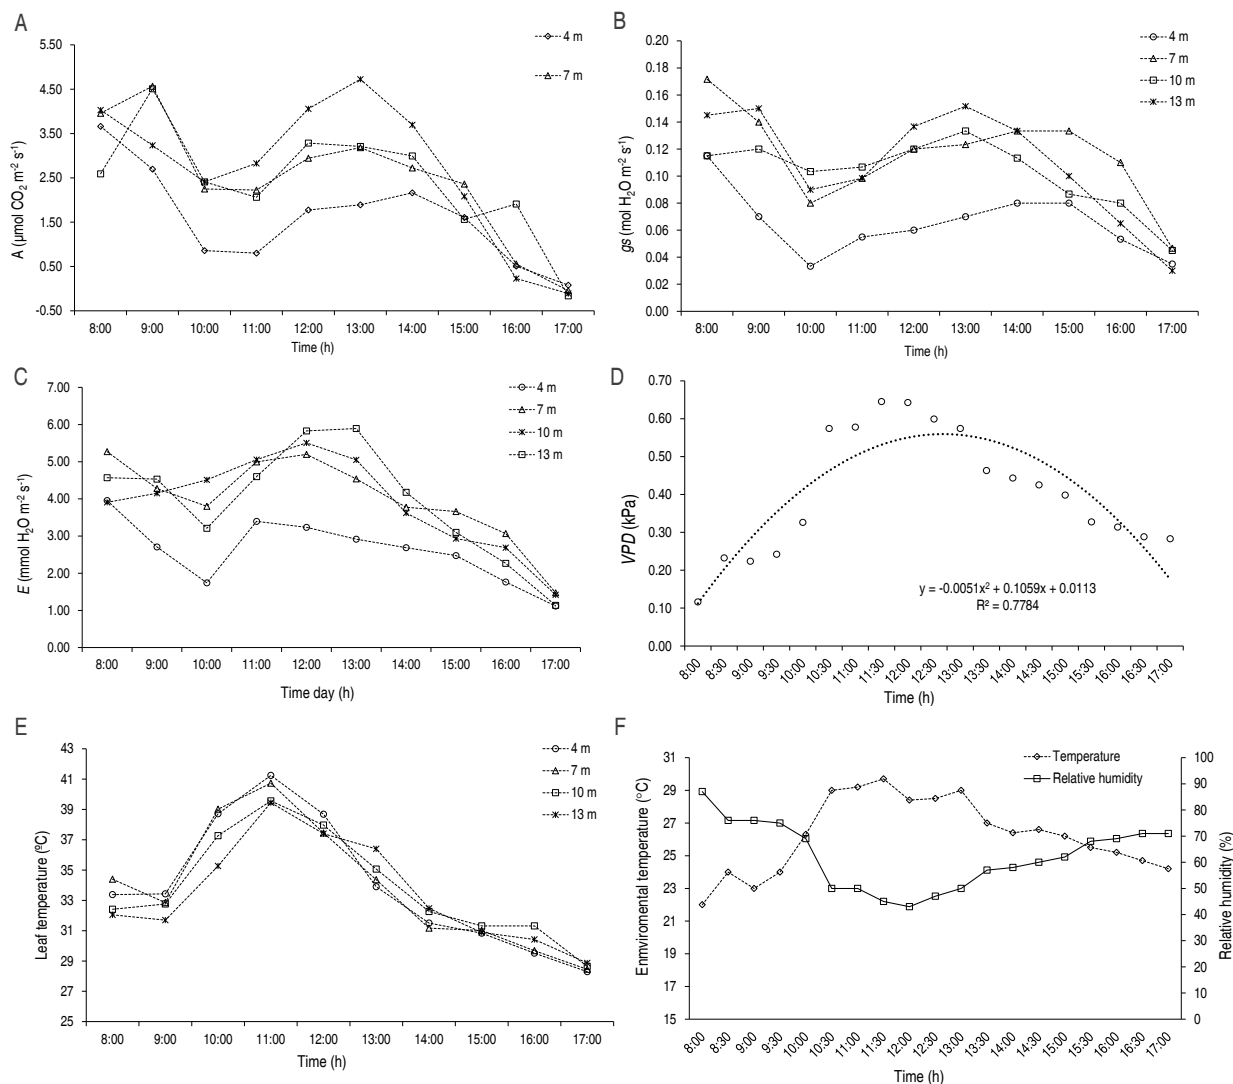 A
5.50
4.50
3.50
2.50
1.50
0.50
-0.50
A (µmol CO2 m-2 s-1)
8:00 9:00 10:00 11:00 12:00 13:00 14:00 15:00 16:00 17:00
Time (h)
4 m
7 m
B
0.20
0.18
0.16
0.14
0.12
0.10
0.08
0.06
0.04
0.02
0.00
gs (mol H2O m-2 s-1)
8:00 9:00 10:00 11:00 12:00 13:00 14:00 15:00 16:00 17:00
Time (h)
4 m
7 m
10 m
13 m
C
7.00
6.00
5.00
4.00
3.00
2.00
1.00
0.00
E (mmol H2O m-2 s-1)
8:00 9:00 10:00 11:00 12:00 13:00 14:00 15:00 16:00 17:00
Time day (h)
4 m
7 m
10 m
13 m
D
0.70
0.60
0.50
0.40
0.30
0.20
0.10
0.00
VPD (kPa)
y = -0.0051x2 + 0.1059x + 0.0113
R2 = 0.7784
8:00 8:30 9:00 9:30 10:00 10:30 11:00 11:30 12:00 12:30 13:00 13:30 14:00 14:30 15:00 15:30 16:00 16:30 17:00
Time (h)
E
43
41
39
37
35
33
31
29
27
25
Leaf temperature (ºC)
8:00 9:00 10:00 11:00 12:00 13:00 14:00 15:00 16:00 17:00
Time (h)
4 m
7 m
10 m
13 m
F
31
29
27
25
23
21
19
17
15
Enmviromental temperature (°C)
Temperature
Relative humidity
100
90
80
70
60
50
40
30
20
10
0
Relative humidity (%)
8:00 8:30 9:00 9:30 10:00 10:30 11:00 11:30 12:00 12:30 13:00 13:30 14:00 14:30 15:00 15:30 16:00 16:30 17:00
Time (h)